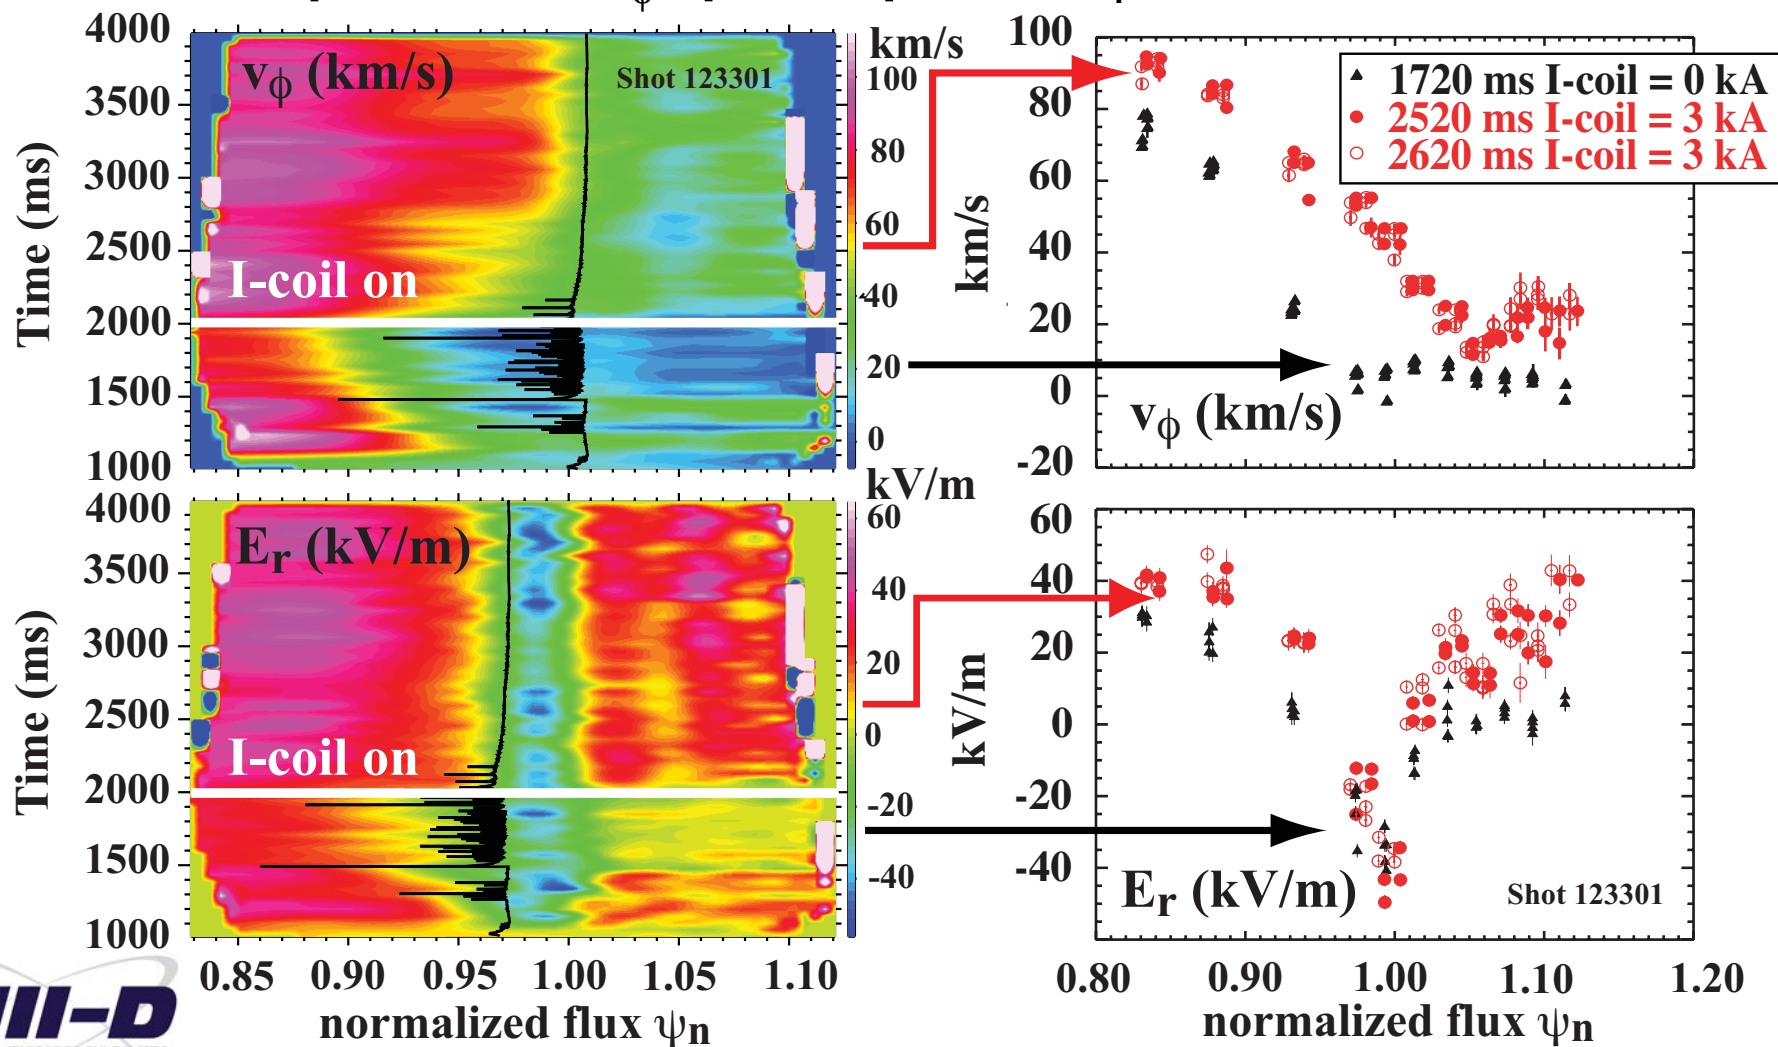 4000
3500
3000
2500
2000
1500
1000
Time (ms)
vϕ (km/s)
Shot 123301
I-coil on
km/s
100
80
60
40
20
0
4000
3500
3000
2500
2000
1500
1000
Time (ms)
Er (kV/m)
I-coil on
kV/m
60
40
20
0
-20
-40
0.85 0.90 0.95 1.00 1.05 1.10
normalized flux ψn
III-D
100
80
60
40
20
0
-20
km/s
1720 ms I-coil = 0 kA
2520 ms I-coil = 3 kA
2620 ms I-coil = 3 kA
vϕ (km/s)
60
40
20
0
-20
-40
kV/m
Er (kV/m)
Shot 123301
0.80 0.90 1.00 1.10 1.20
normalized flux ψn